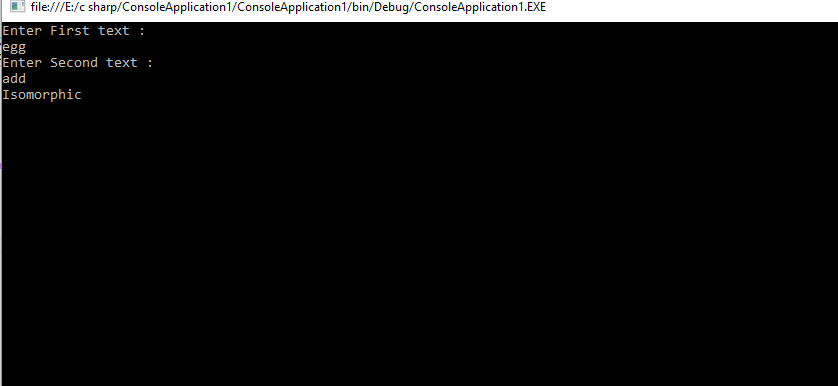 file:///E:/c sharp/ConsoleApplication1/ConsoleApplication1/bin/Debug/ConsoleApplication1.EXE
Enter First text :
egg
Enter Second text :
add
Isomorphic